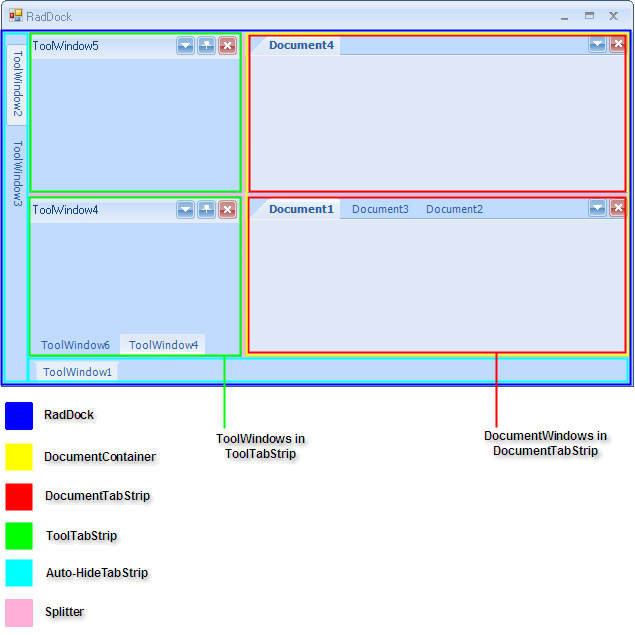 RadDock
ToolWindow5
Document4
ToolWindow2
ToolWindow3
ToolWindow4
Document1 Document3 Document2
ToolWindow6 ToolWindow4
ToolWindow1
RadDock
ToolWindows in
ToolTabStrip
DocumentWindows in
DocumentTabStrip
DocumentContainer
DocumentTabStrip
ToolTabStrip
Auto-HideTabStrip
Splitter